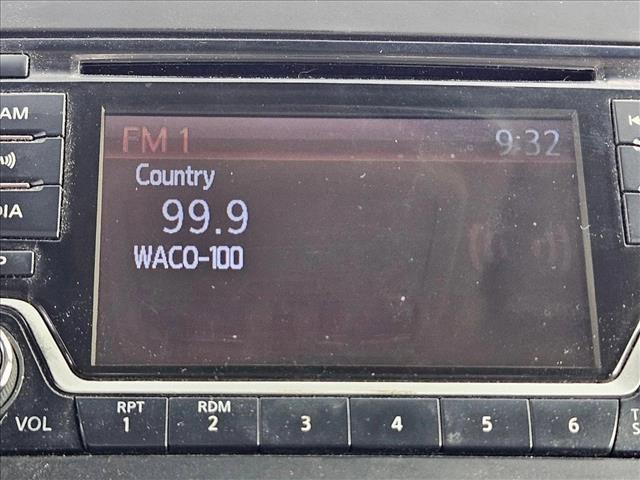 AM
FM 1
9:32
Country
99.9
WACO-100
DIA
VOL
RPT
1
RDM
2
3
4
5
6
T
S